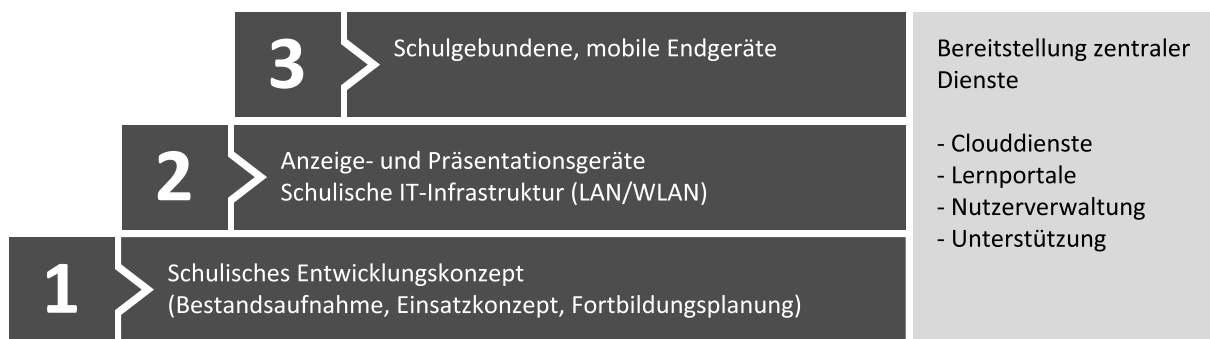 3
Schulgebundene, mobile Endgeräte
2
Anzeige- und Präsentationsgeräte
Schulische IT-Infrastruktur (LAN/WLAN)
1
Schulisches Entwicklungskonzept
(Bestandsaufnahme, Einsatzkonzept, Fortbildungsplanung)
Bereitstellung zentraler
Dienste
- Clouddienste
- Lernportale
- Nutzerverwaltung
- Unterstützung